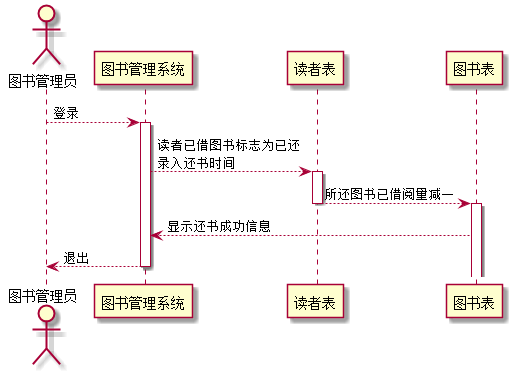 图书管理员
图书管理系统
读者表
图书表
登录
读者已借图书标志为已还
录入还书时间
所还图书已借阅量减一
显示还书成功信息
退出
图书管理员
图书管理系统
读者表
图书表